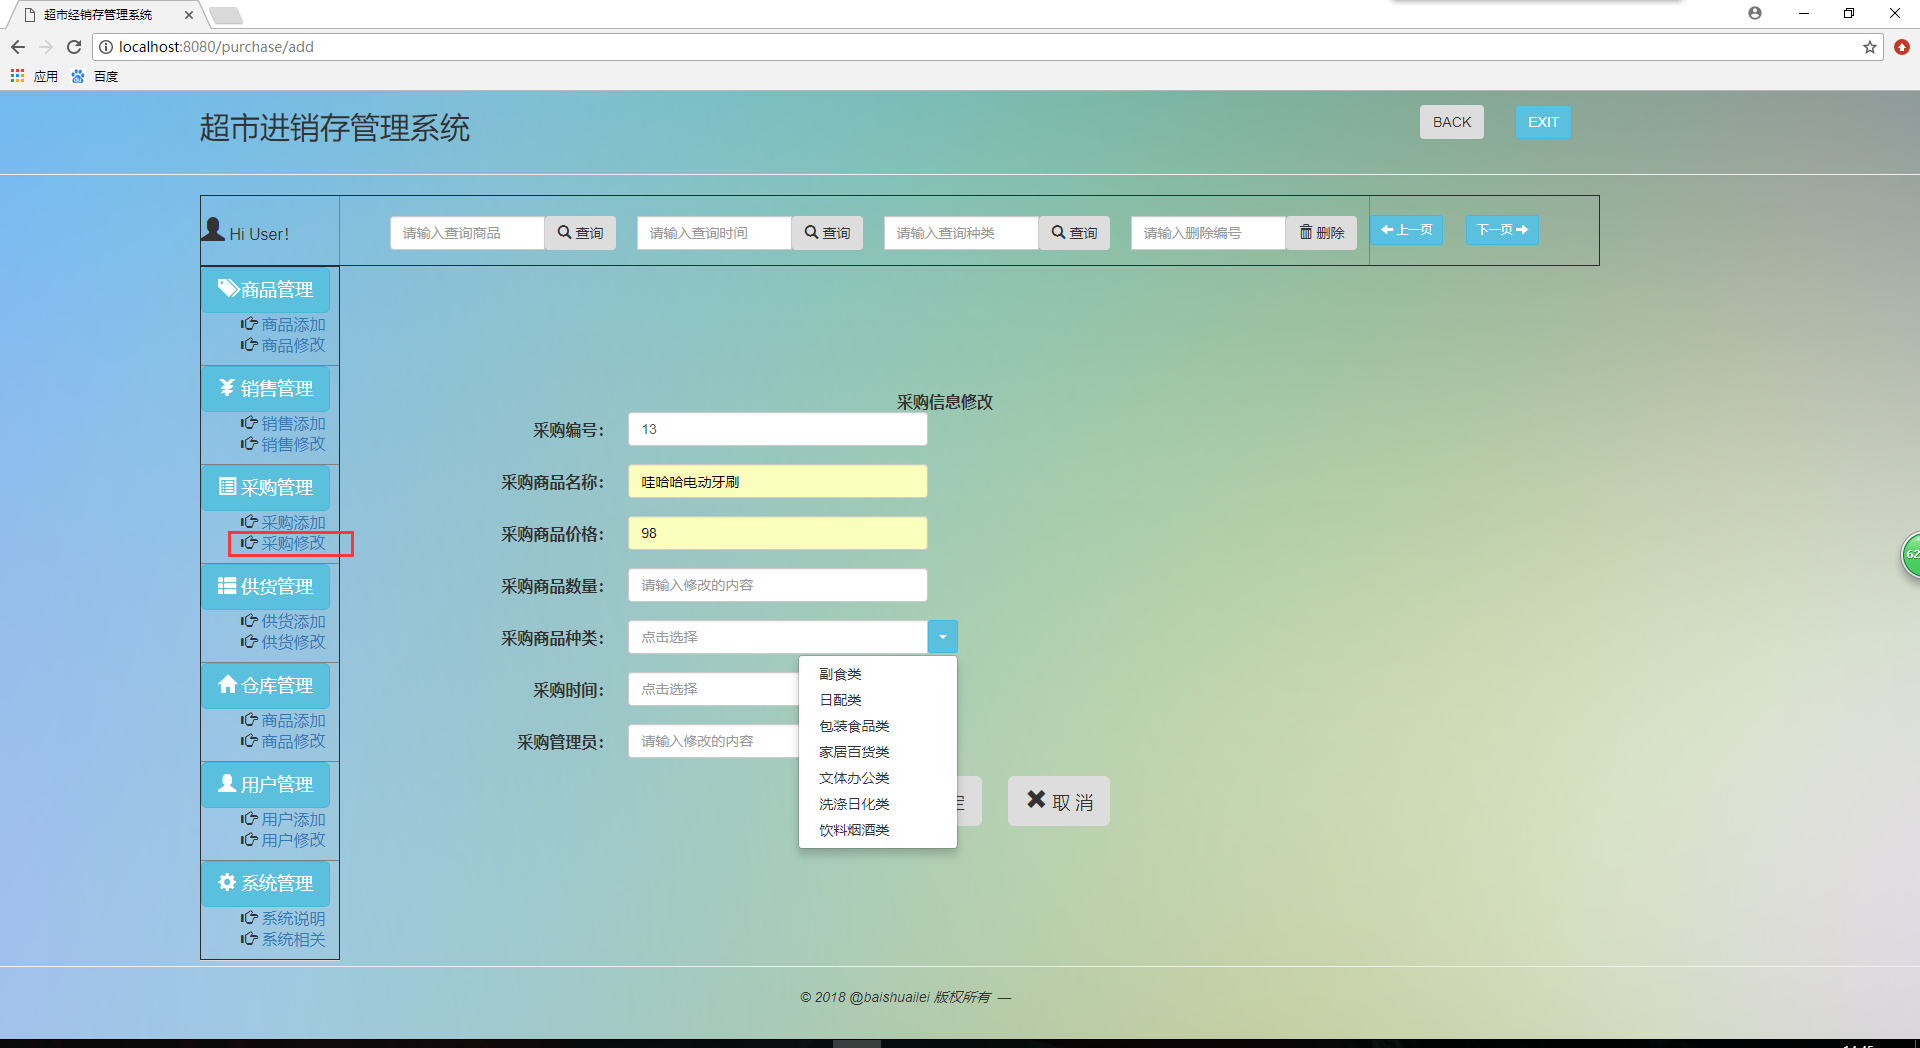 超市经销存管理系统
localhost:8080/purchase/add
应用 百度
超市进销存管理系统
BACK
EXIT
Hi User!
请输入查询商品 查询
请输入查询时间 查询
请输入查询种类 查询
请输入删除编号 删除
上一页
下一页
商品管理
商品添加
商品修改
销售管理
销售添加
销售修改
采购管理
采购添加
采购修改
供货管理
供货添加
供货修改
仓库管理
商品添加
商品修改
用户管理
用户添加
用户修改
系统管理
系统说明
系统相关
采购信息修改
采购编号： 13
采购商品名称： 哇哈哈电动牙刷
采购商品价格： 98
采购商品数量： 请输入修改的内容
采购商品种类： 点击选择
副食类
日配类
包装食品类
家居百货类
文体办公类
洗涤日化类
饮料烟酒类
采购时间： 点击选择
采购管理员： 请输入修改的内容
取 消
62
© 2018 @baishuailei 版权所有 —